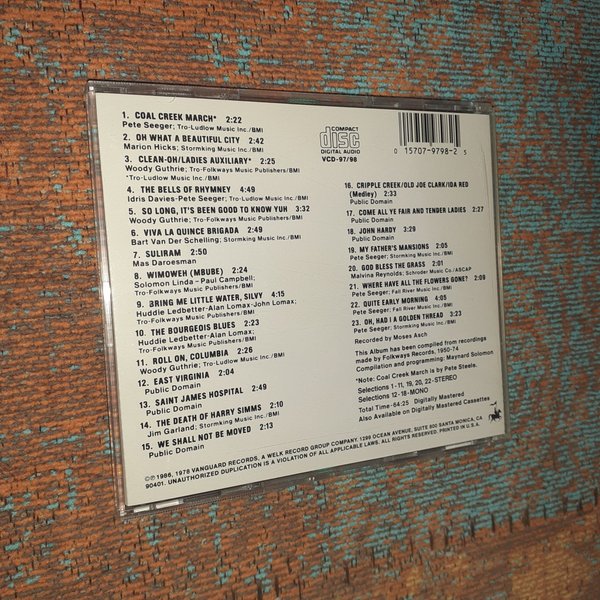 1. COAL CREEK MARCH* 2:22
Pete Seeger; Tro-Ludlow Music Inc./BMI
2. OH WHAT A BEAUTIFUL CITY 2:42
Marion Hicks; Stormking Music Inc./BMI
3. CLEAN-OH/LADIES AUXILIARY* 2:25
Woody Guthrie; Tro-Folkways Music Publishers/BMI
*Tro-Ludlow Music Inc./BMI
4. THE BELLS OF RHYMNEY 4:49
Idris Davies-Pete Seeger; Tro-Ludlow Music Inc./BMI
5. SO LONG, IT'S BEEN GOOD TO KNOW YUH 3:32
Woody Guthrie; Tro-Folkways Music Publishers/BMI
6. VIVA LA QUINCE BRIGADA 2:49
Bart Van Der Schelling; Stormking Music Inc./BMI
7. SULIRAM 2:50
Mas Daroesman
8. WIMOWEH (MBUBE) 2:24
Solomon Linda – Paul Campbell;
Tro-Folkways Music Publishers/BMI
9. BRING ME LITTLE WATER, SILVY 4:15
Huddie Ledbetter-Alan Lomax-John Lomax;
Tro-Folkways Music Publishers/BMI
10. THE BOURGEOIS BLUES 2:23
Huddie Ledbetter-Alan Lomax;
Tro-Folkways Music Publishers/BMI
11. ROLL ON, COLUMBIA 2:26
Woody Guthrie; Tro-Ludlow Music Inc./BMI
12. EAST VIRGINIA 2:04
Public Domain
13. SAINT JAMES HOSPITAL 2:49
Public Domain
14. THE DEATH OF HARRY SIMMS 2:10
Jim Garland; Stormking Music Inc./BMI
15. WE SHALL NOT BE MOVED 2:13
Public Domain
COMPACT
disc
DIGITAL AUDIO
VCD-97/98
0 15707-9798-2 5
16. CRIPPLE CREEK/OLD JOE CLARK/IDA RED
(Medley) 2:33
Public Domain
17. COME ALL YE FAIR AND TENDER LADIES 2:27
Public Domain
18. JOHN HARDY 2:29
Public Domain
19. MY FATHER'S MANSIONS 2:05
Pete Seeger; Stormking Music Inc./BMI
20. GOD BLESS THE GRASS 2:01
Malvina Reynolds; Schroder Music Co./ASCAP
21. WHERE HAVE ALL THE FLOWERS GONE? 2:09
Pete Seeger; Fall River Music Inc./BMI
22. QUITE EARLY MORNING 4:05
Pete Seeger; Fall River Music Inc./BMI
23. OH, HAD I A GOLDEN THREAD 3:23
Pete Seeger; Stormking Music Inc./BMI
Recorded by Moses Asch
This Album has been compiled from recordings
made by Folkways Records, 1950-74
Compilation and programming: Maynard Solomon
*Note: Coal Creek March is by Pete Steele.
Selections 1-11, 19, 20, 22-STEREO
Selections 12-18-MONO
Total Time-64:25 Digitally Mastered
Also Available on Digitally Mastered Cassettes
©℗ 1986, 1978 VANGUARD RECORDS, A WELK RECORD GROUP COMPANY, 1299 OCEAN AVENUE, SUITE 800 SANTA MONICA, CA
90401. UNAUTHORIZED DUPLICATION IS A VIOLATION OF ALL APPLICABLE LAWS. ALL RIGHTS RESERVED. PRINTED IN U.S.A.